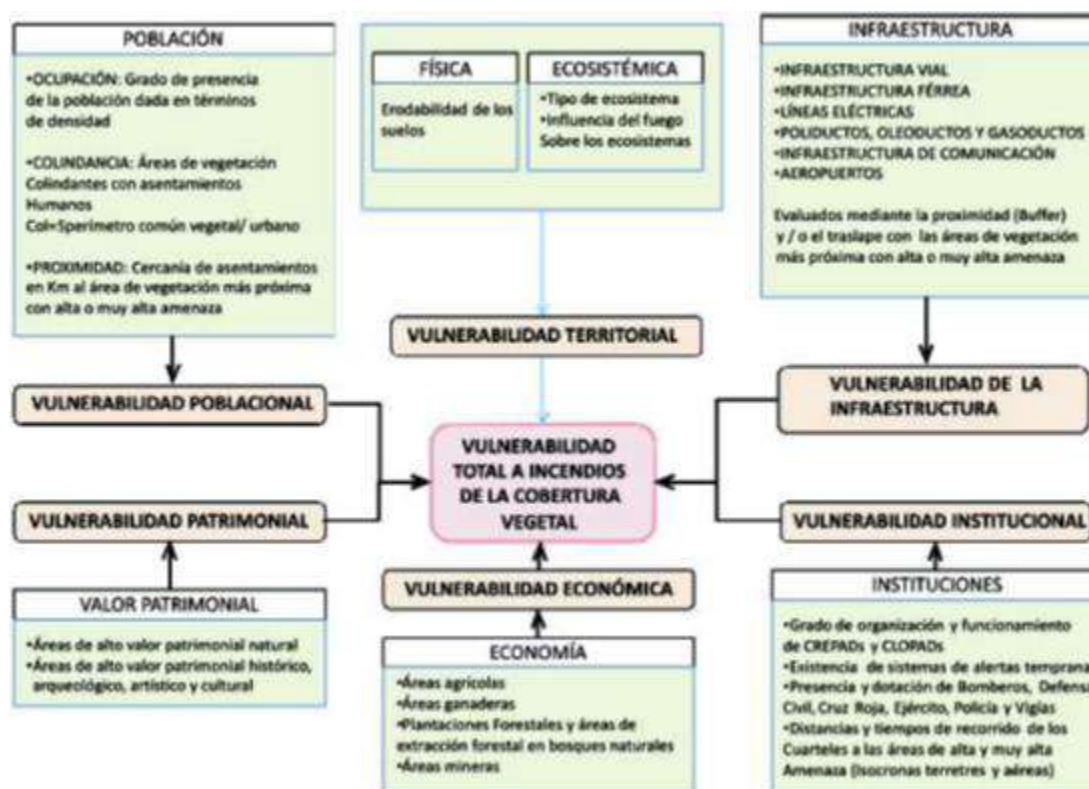 POBLACIÓN
•OCUPACIÓN: Grado de presencia
de la población dada en términos
de densidad
•COLINDANCIA: Áreas de vegetación
Colindantes con asentamientos
Humanos
Col=Sperímetro común vegetal/ urbano
•PROXIMIDAD: Cercanía de asentamientos
en Km al área de vegetación más próxima
con alta o muy alta amenaza
FÍSICA
Erodabilidad de los
suelos
ECOSISTÉMICA
•Tipo de ecosistema
•Influencia del fuego
Sobre los ecosistemas
INFRAESTRUCTURA
•INFRAESTRUCTURA VIAL
•INFRAESTRUCTURA FÉRREA
•LÍNEAS ELÉCTRICAS
•POLIDUCTOS, OLEODUCTOS Y GASODUCTOS
•INFRAESTRUCTURA DE COMUNICACIÓN
•AEROPUERTOS
Evaluados mediante la proximidad (Buffer)
y / o el traslape con las áreas de vegetación
más próxima con alta o muy alta amenaza
VULNERABILIDAD TERRITORIAL
VULNERABILIDAD POBLACIONAL
VULNERABILIDAD DE LA
INFRAESTRUCTURA
VULNERABILIDAD
TOTAL A INCENDIOS
DE LA COBERTURA
VEGETAL
VULNERABILIDAD PATRIMONIAL
VULNERABILIDAD INSTITUCIONAL
VULNERABILIDAD ECONÓMICA
VALOR PATRIMONIAL
•Áreas de alto valor patrimonial natural
•Áreas de alto valor patrimonial histórico,
arqueológico, artístico y cultural
ECONOMÍA
•Áreas agrícolas
•Áreas ganaderas
•Plantaciones Forestales y áreas de
extracción forestal en bosques naturales
•Áreas mineras
INSTITUCIONES
•Grado de organización y funcionamiento
de CREPADs y CLOPADs
•Existencia de sistemas de alertas temprana
•Presencia y dotación de Bomberos, Defensa
Civil, Cruz Roja, Ejército, Policía y Vigías
•Distancias y tiempos de recorrido de los
Cuarteles a las áreas de alta y muy alta
Amenaza (Isocronas terretres y aéreas)